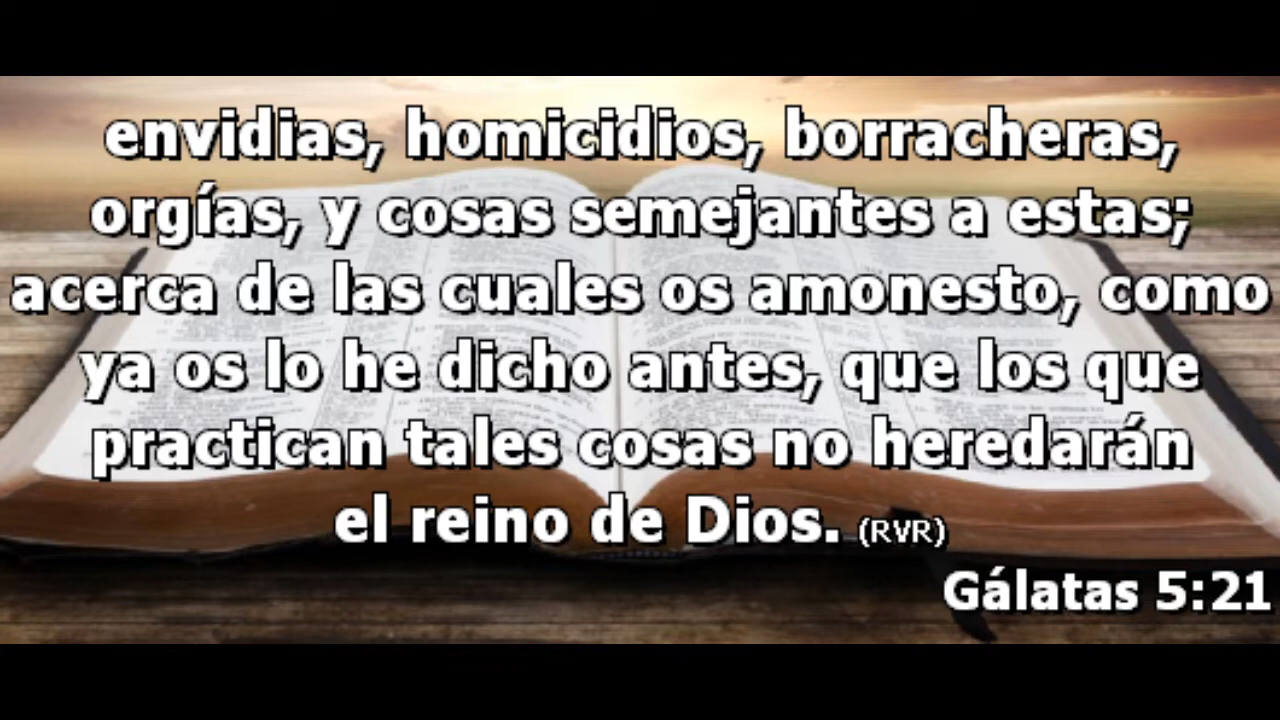 envidias, homicidios, borracheras,
orgías, y cosas semejantes a estas;
acerca de las cuales os amonesto, como
ya os lo he dicho antes, que los que
practican tales cosas no heredarán
el reino de Dios. (RVR)
Gálatas 5:21